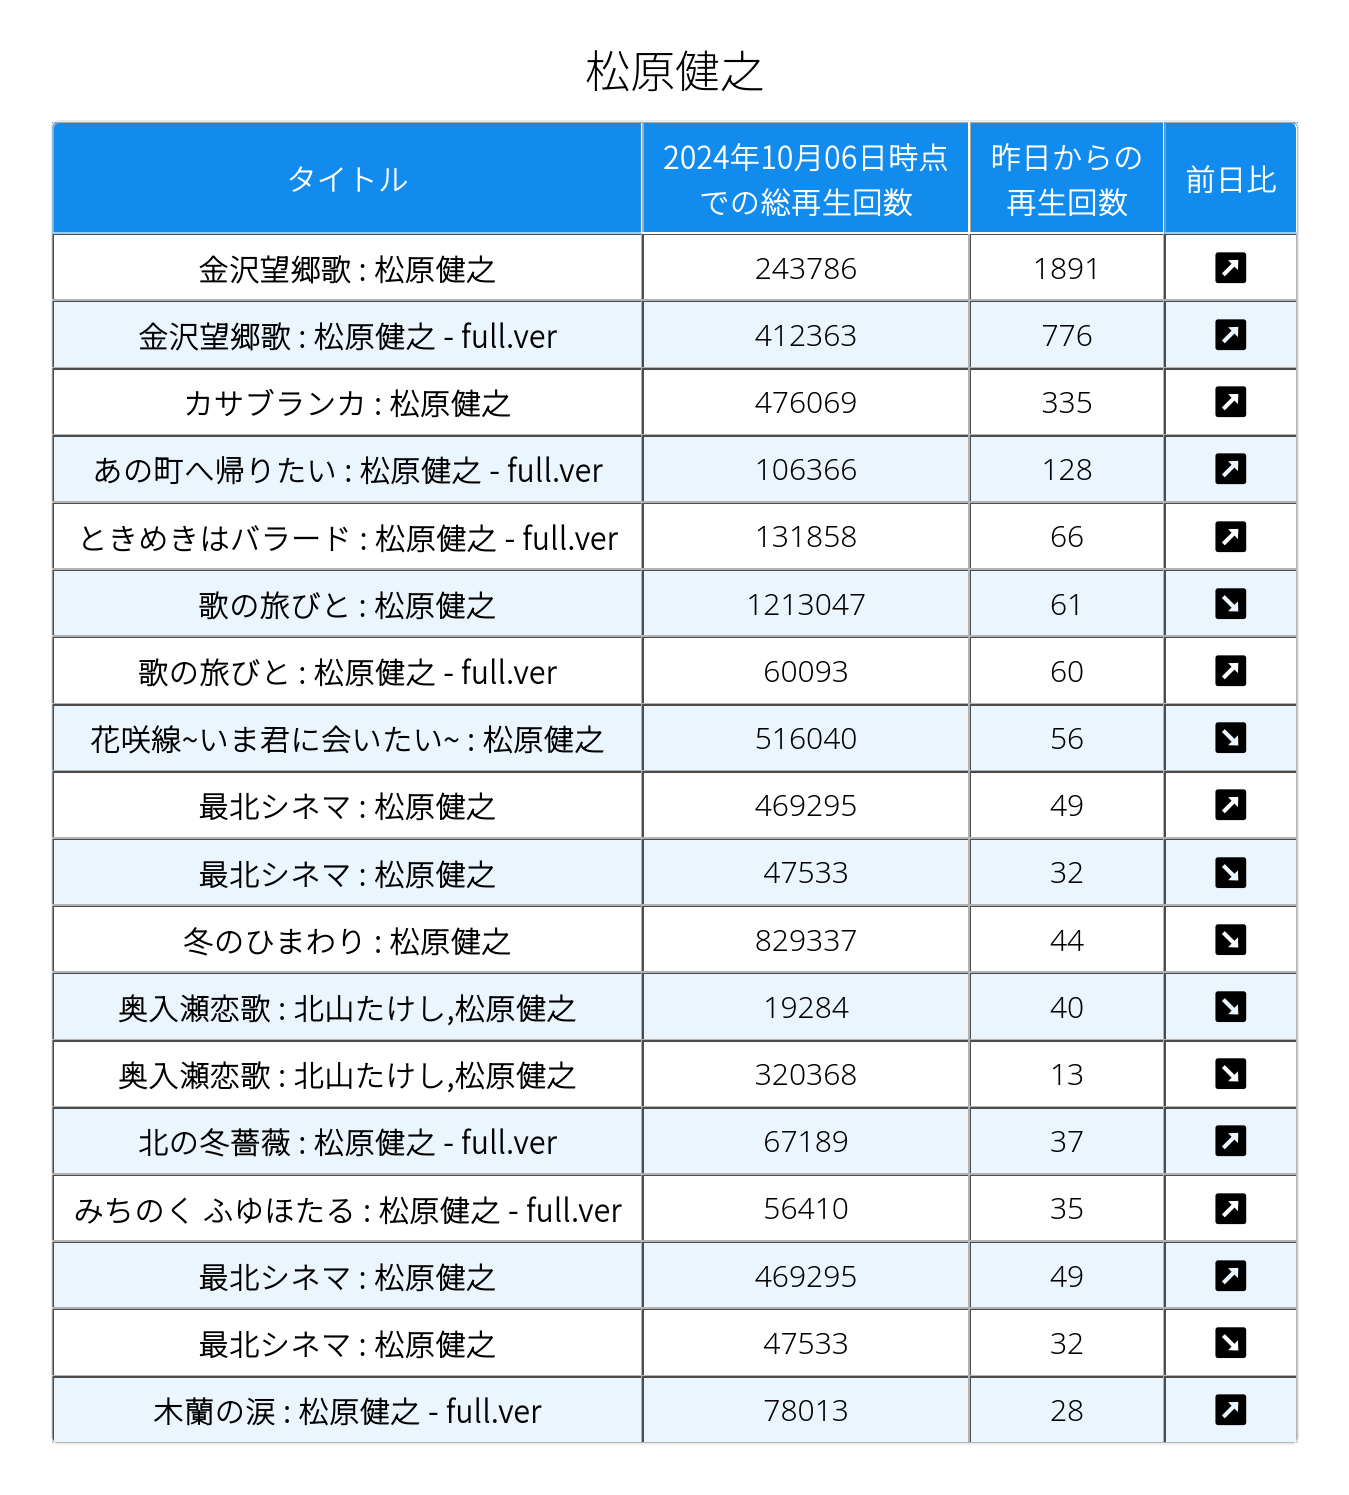 松原健之
タイトル
2024年10月06日時点
での総再生回数
昨日からの
再生回数
前日比
金沢望郷歌 : 松原健之 243786 1891
金沢望郷歌 : 松原健之 - full.ver 412363 776
カサブランカ : 松原健之 476069 335
あの町へ帰りたい : 松原健之 - full.ver 106366 128
ときめきはバラード : 松原健之 - full.ver 131858 66
歌の旅びと : 松原健之 1213047 61
歌の旅びと : 松原健之 - full.ver 60093 60
花咲線~いま君に会いたい~ : 松原健之 516040 56
最北シネマ : 松原健之 469295 49
最北シネマ : 松原健之 47533 32
冬のひまわり : 松原健之 829337 44
奥入瀬恋歌 : 北山たけし,松原健之 19284 40
奥入瀬恋歌 : 北山たけし,松原健之 320368 13
北の冬薔薇 : 松原健之 - full.ver 67189 37
みちのく ふゆほたる : 松原健之 - full.ver 56410 35
最北シネマ : 松原健之 469295 49
最北シネマ : 松原健之 47533 32
木蘭の涙 : 松原健之 - full.ver 78013 28